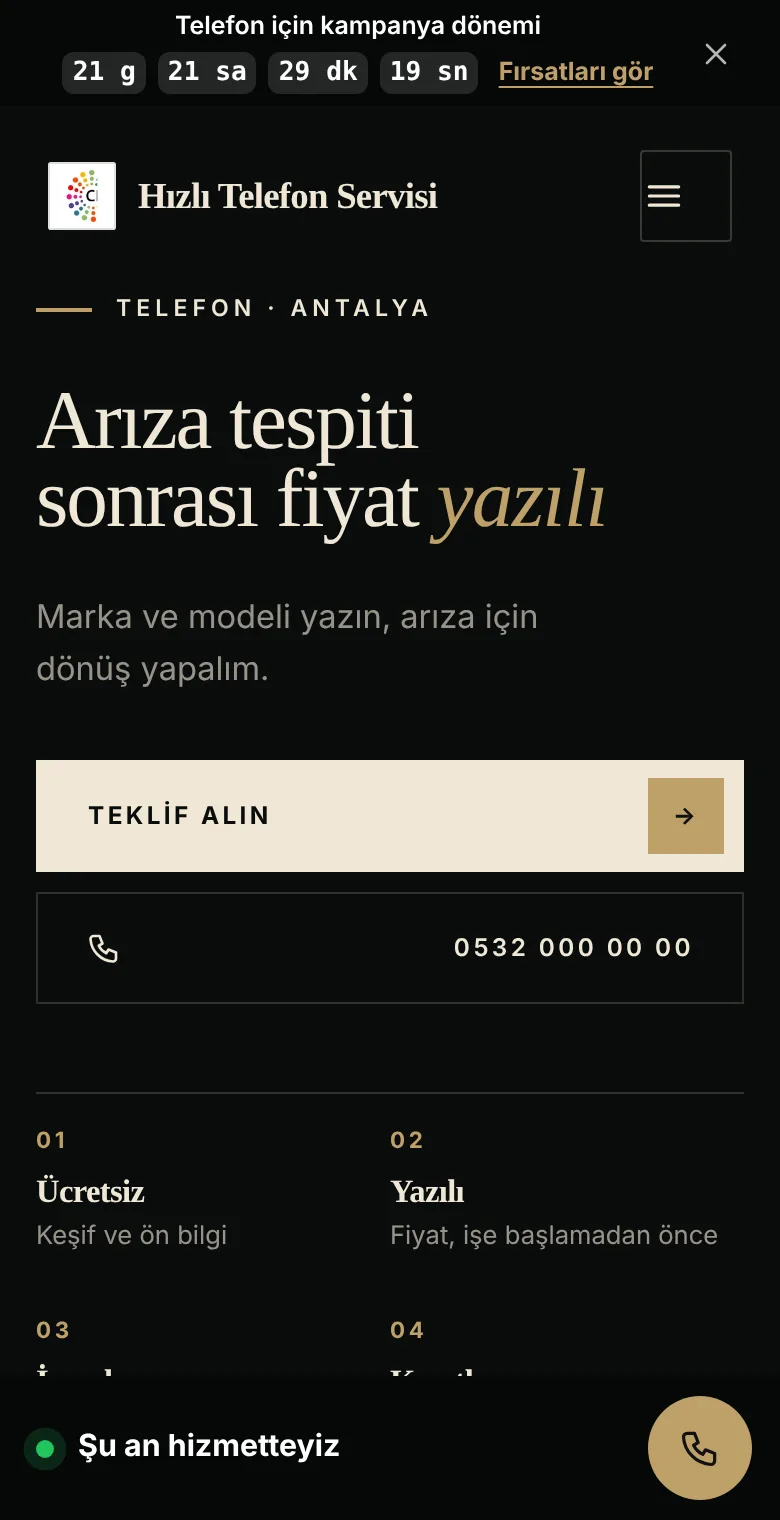 Telefon için kampanya dönemi
21 g 21 sa 29 dk 19 sn Fırsatları gör
Hızlı Telefon Servisi
TELEFON · ANTALYA
Arıza tespiti
sonrası fiyat yazılı
Marka ve modeli yazın, arıza için
dönüş yapalım.
TEKLİF ALIN
0532 000 00 00
01
Ücretsiz
Keşif ve ön bilgi
02
Yazılı
Fiyat, işe başlamadan önce
03
04
Şu an hizmetteyiz